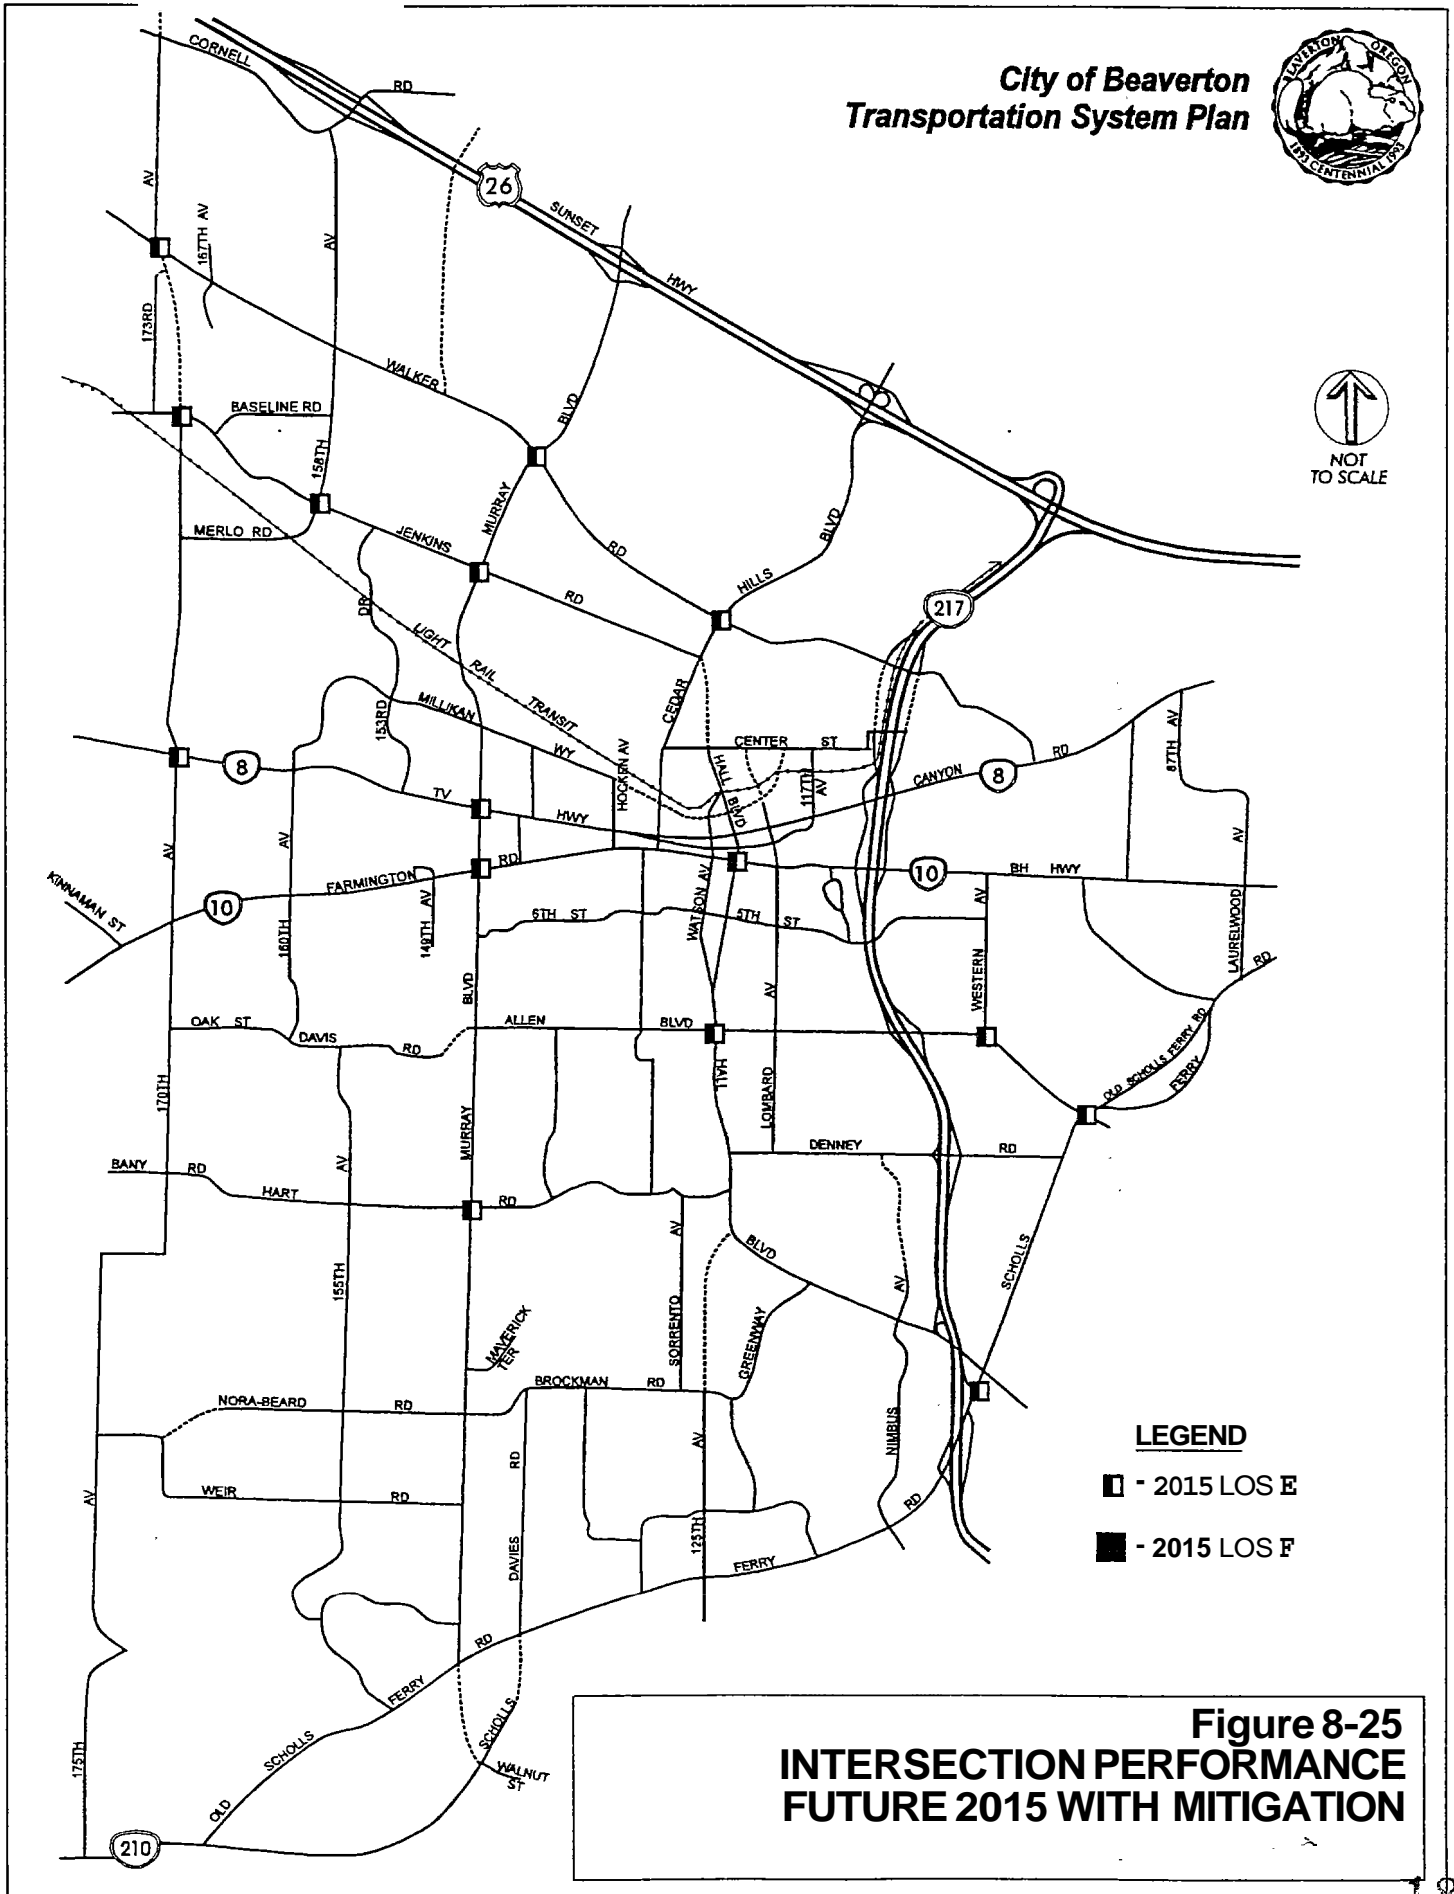 City of Beaverton
Transportation System Plan
BEAVERTON OREGON
1893 CENTENNIAL 1993
CORNELL
RD
AV
26
SUNSET
HWY
167TH AV
AV
173RD
WALKER
BLVD
BASELINE RD
158TH
NOT
TO SCALE
MERLO RD
JENKINS
MURRAY
RD
BLVD
HILLS
RD
DR
217
LIGHT
RAIL
TRANSIT
CEDAR
MILLIKAN
WY
153RD
HOCKEN AV
CENTER ST
HALL BLVD
117TH
AV
CANYON
8
RD
87TH AV
8
TV
HWY
AV
AV
AV
KINNAMAN ST
10
FARMINGTON
RD
149TH AV
160TH
6TH ST
WATSON AV
5TH ST
10
BH HWY
AV
LAURELWOOD
RD
WESTERN
BLVD
AV
OAK ST
DAVIS
RD
ALLEN
BLVD
HALL
LOMBARD
OLD SCHOLLS FERRY RD
FERRY
170TH
MURRAY
DENNEY
RD
BANY
RD
HART
RD
AV
AV
BLVD
SCHOLLS
155TH
AV
MAVERICK
TER
SORRENTO
GREENWAY
BROCKMAN
RD
NORA-BEARD
RD
AV
NIMBUS
RD
WEIR
RD
AV
RD
125TH
DAVIES
FERRY
LEGEND
- 2015 LOS E
- 2015 LOS F
RD
FERRY
SCHOLLS
OLD
SCHOLLS
WALNUT
ST
175TH
210
Figure 8-25
INTERSECTION PERFORMANCE
FUTURE 2015 WITH MITIGATION